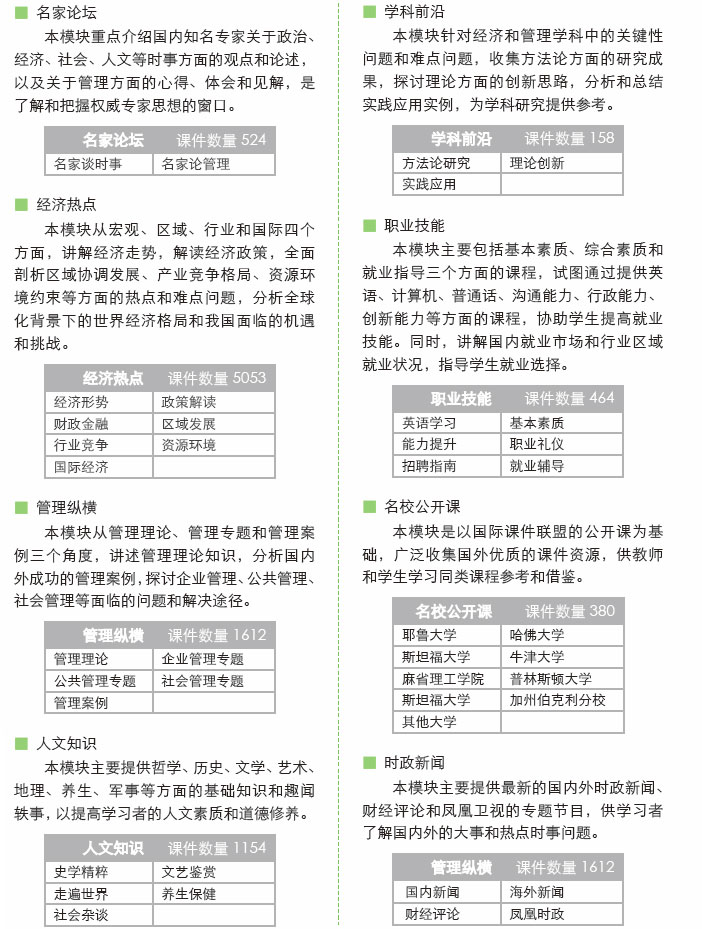 名家论坛
本模块重点介绍国内知名专家关于政治、
经济、社会、人文等时事方面的观点和论述，
以及关于管理方面的心得、体会和见解，是
了解和把握权威专家思想的窗口。
名家论坛 课件数量 524
名家谈时事 名家论管理
经济热点
本模块从宏观、区域、行业和国际四个
方面，讲解经济走势，解读经济政策，全面
剖析区域协调发展、产业竞争格局、资源环
境约束等方面的热点和难点问题，分析全球
化背景下的世界经济格局和我国面临的机遇
和挑战。
经济热点 课件数量 5053
经济形势 政策解读
财政金融 区域发展
行业竞争 资源环境
国际经济
管理纵横
本模块从管理理论、管理专题和管理案
例三个角度，讲述管理理论知识，分析国内
外成功的管理案例，探讨企业管理、公共管理、
社会管理等面临的问题和解决途径。
管理纵横 课件数量 1612
管理理论 企业管理专题
公共管理专题 社会管理专题
管理案例
人文知识
本模块主要提供哲学、历史、文学、艺术、
地理、养生、军事等方面的基础知识和趣闻
轶事，以提高学习者的人文素质和道德修养。
人文知识 课件数量 1154
史学精粹 文艺鉴赏
走遍世界 养生保健
社会杂谈
学科前沿
本模块针对经济和管理学科中的关键性
问题和难点问题，收集方法论方面的研究成
果，探讨理论方面的创新思路，分析和总结
实践应用实例，为学科研究提供参考。
学科前沿 课件数量 158
方法论研究 理论创新
实践应用
职业技能
本模块主要包括基本素质、综合素质和
就业指导三个方面的课程，试图通过提供英
语、计算机、普通话、沟通能力、行政能力、
创新能力等方面的课程，协助学生提高就业
技能。同时，讲解国内就业市场和行业区域
就业状况，指导学生就业选择。
职业技能 课件数量 464
英语学习 基本素质
能力提升 职业礼仪
招聘指南 就业辅导
名校公开课
本模块是以国际课件联盟的公开课为基
础，广泛收集国外优质的课件资源，供教师
和学生学习同类课程参考和借鉴。
名校公开课 课件数量 380
耶鲁大学 哈佛大学
斯坦福大学 牛津大学
麻省理工学院 普林斯顿大学
斯坦福大学 加州伯克利分校
其他大学
时政新闻
本模块主要提供最新的国内外时政新闻、
财经评论和凤凰卫视的专题节目，供学习者
了解国内外的大事和热点时事问题。
管理纵横 课件数量 1612
国内新闻 海外新闻
财经评论 凤凰时政